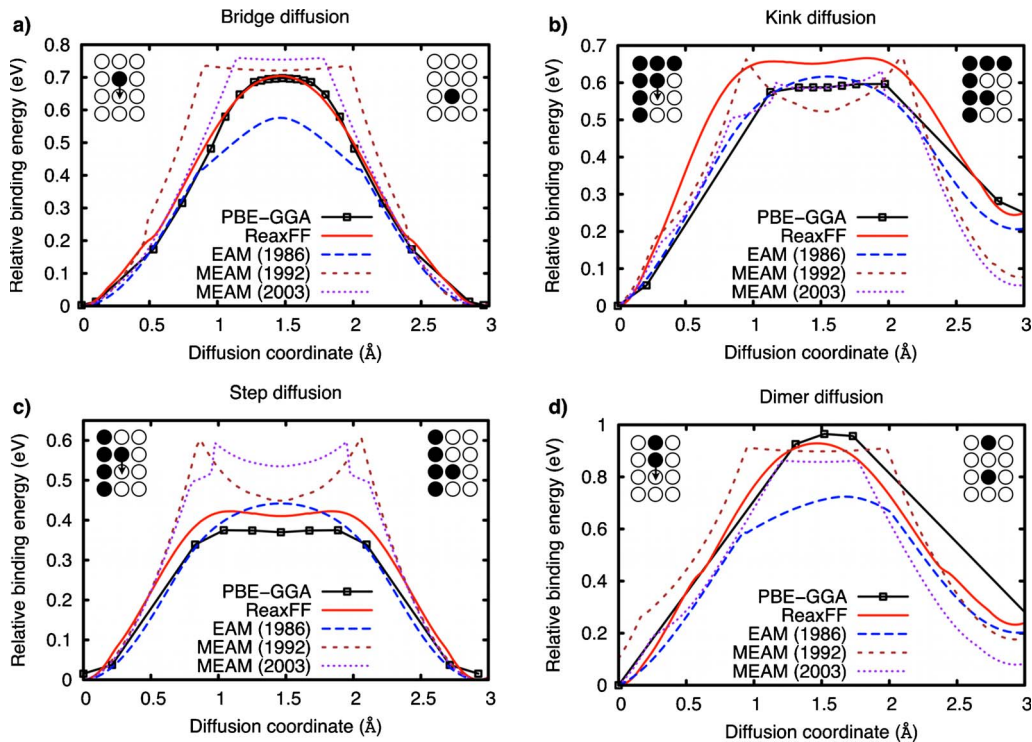 a)
Bridge diffusion
Relative binding energy (eV)
0.8
0.7
0.6
0.5
0.4
0.3
0.2
0.1
0
PBE-GGA
ReaxFF
EAM (1986)
MEAM (1992)
MEAM (2003)
0 0.5 1 1.5 2 2.5 3
Diffusion coordinate (Å)
b)
Kink diffusion
Relative binding energy (eV)
0.7
0.6
0.5
0.4
0.3
0.2
0.1
0
PBE-GGA
ReaxFF
EAM (1986)
MEAM (1992)
MEAM (2003)
0 0.5 1 1.5 2 2.5 3
Diffusion coordinate (Å)
c)
Step diffusion
Relative binding energy (eV)
0.6
0.5
0.4
0.3
0.2
0.1
0
PBE-GGA
ReaxFF
EAM (1986)
MEAM (1992)
MEAM (2003)
0 0.5 1 1.5 2 2.5 3
Diffusion coordinate (Å)
d)
Dimer diffusion
Relative binding energy (eV)
1
0.8
0.6
0.4
0.2
0
PBE-GGA
ReaxFF
EAM (1986)
MEAM (1992)
MEAM (2003)
0 0.5 1 1.5 2 2.5 3
Diffusion coordinate (Å)